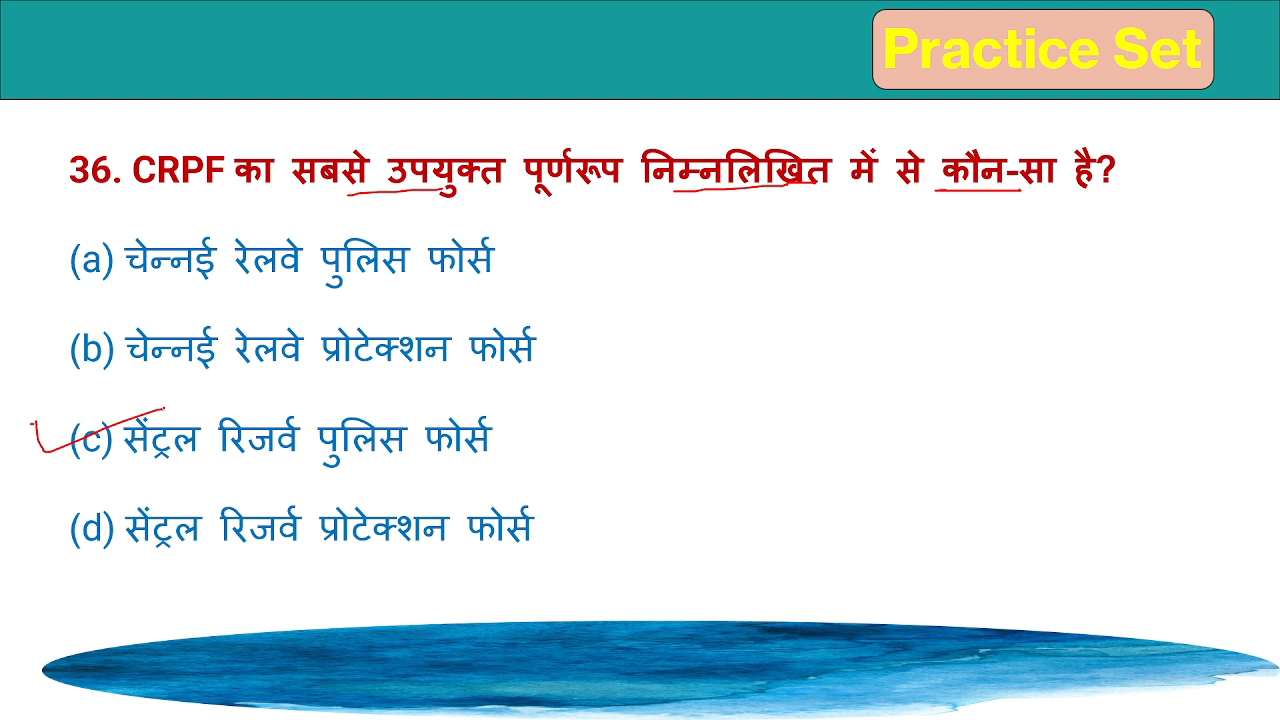 Practice Set
36. CRPF का सबसे उपयुक्त पूर्णरूप निम्नलिखित में से कौन-सा है?
(a) चेन्नई रेलवे पुलिस फोर्स
(b) चेन्नई रेलवे प्रोटेक्शन फोर्स
(c) सेंट्रल रिजर्व पुलिस फोर्स
(d) सेंट्रल रिजर्व प्रोटेक्शन फोर्स